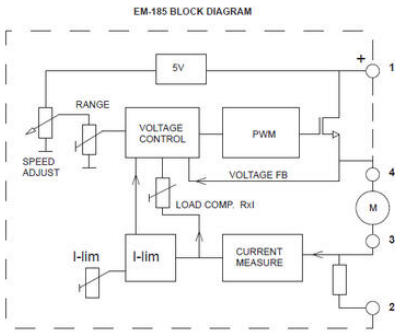 EM-185 BLOCK DIAGRAM
+
1
5V
RANGE
VOLTAGE
CONTROL
PWM
SPEED
ADJUST
VOLTAGE FB
4
LOAD COMP. RxI
M
I-lim
I-lim
CURRENT
MEASURE
3
2